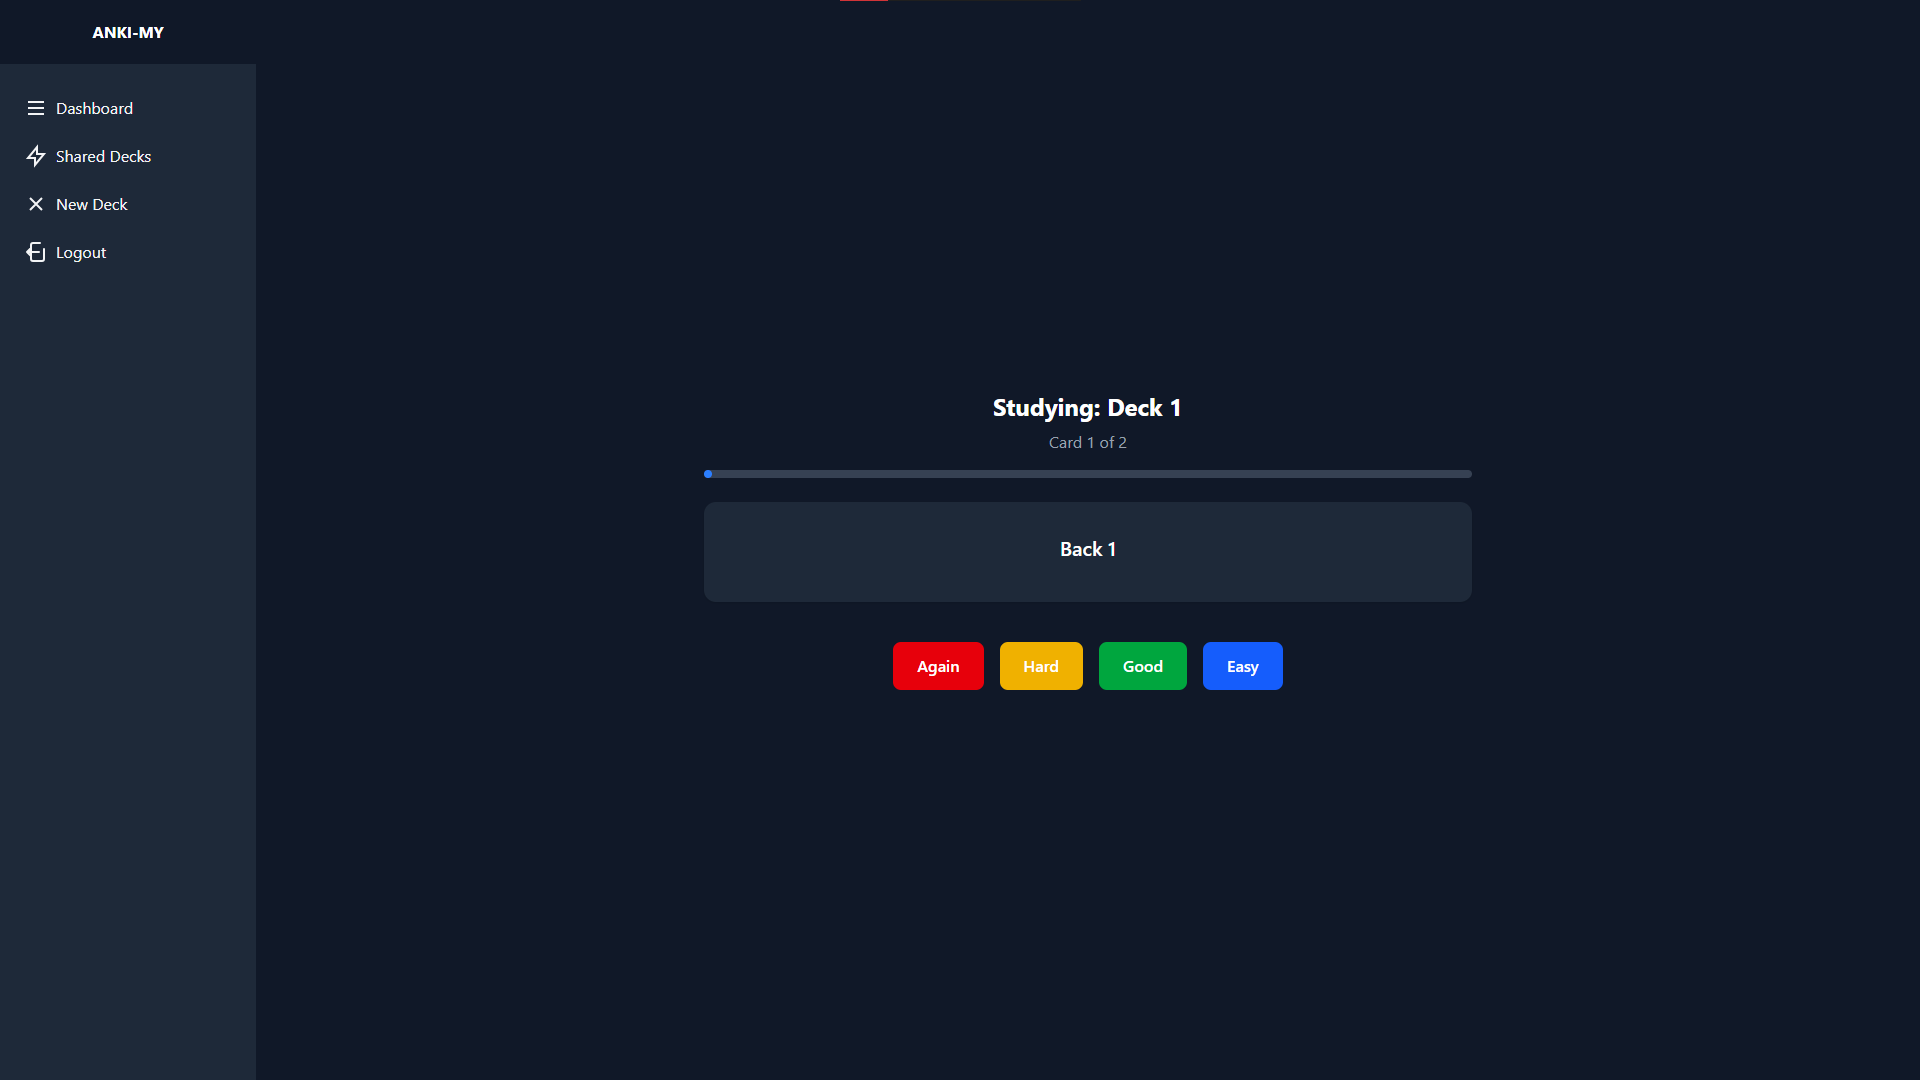 ANKI-MY
Dashboard
Shared Decks
New Deck
Logout
Studying: Deck 1
Card 1 of 2
Back 1
Again
Hard
Good
Easy